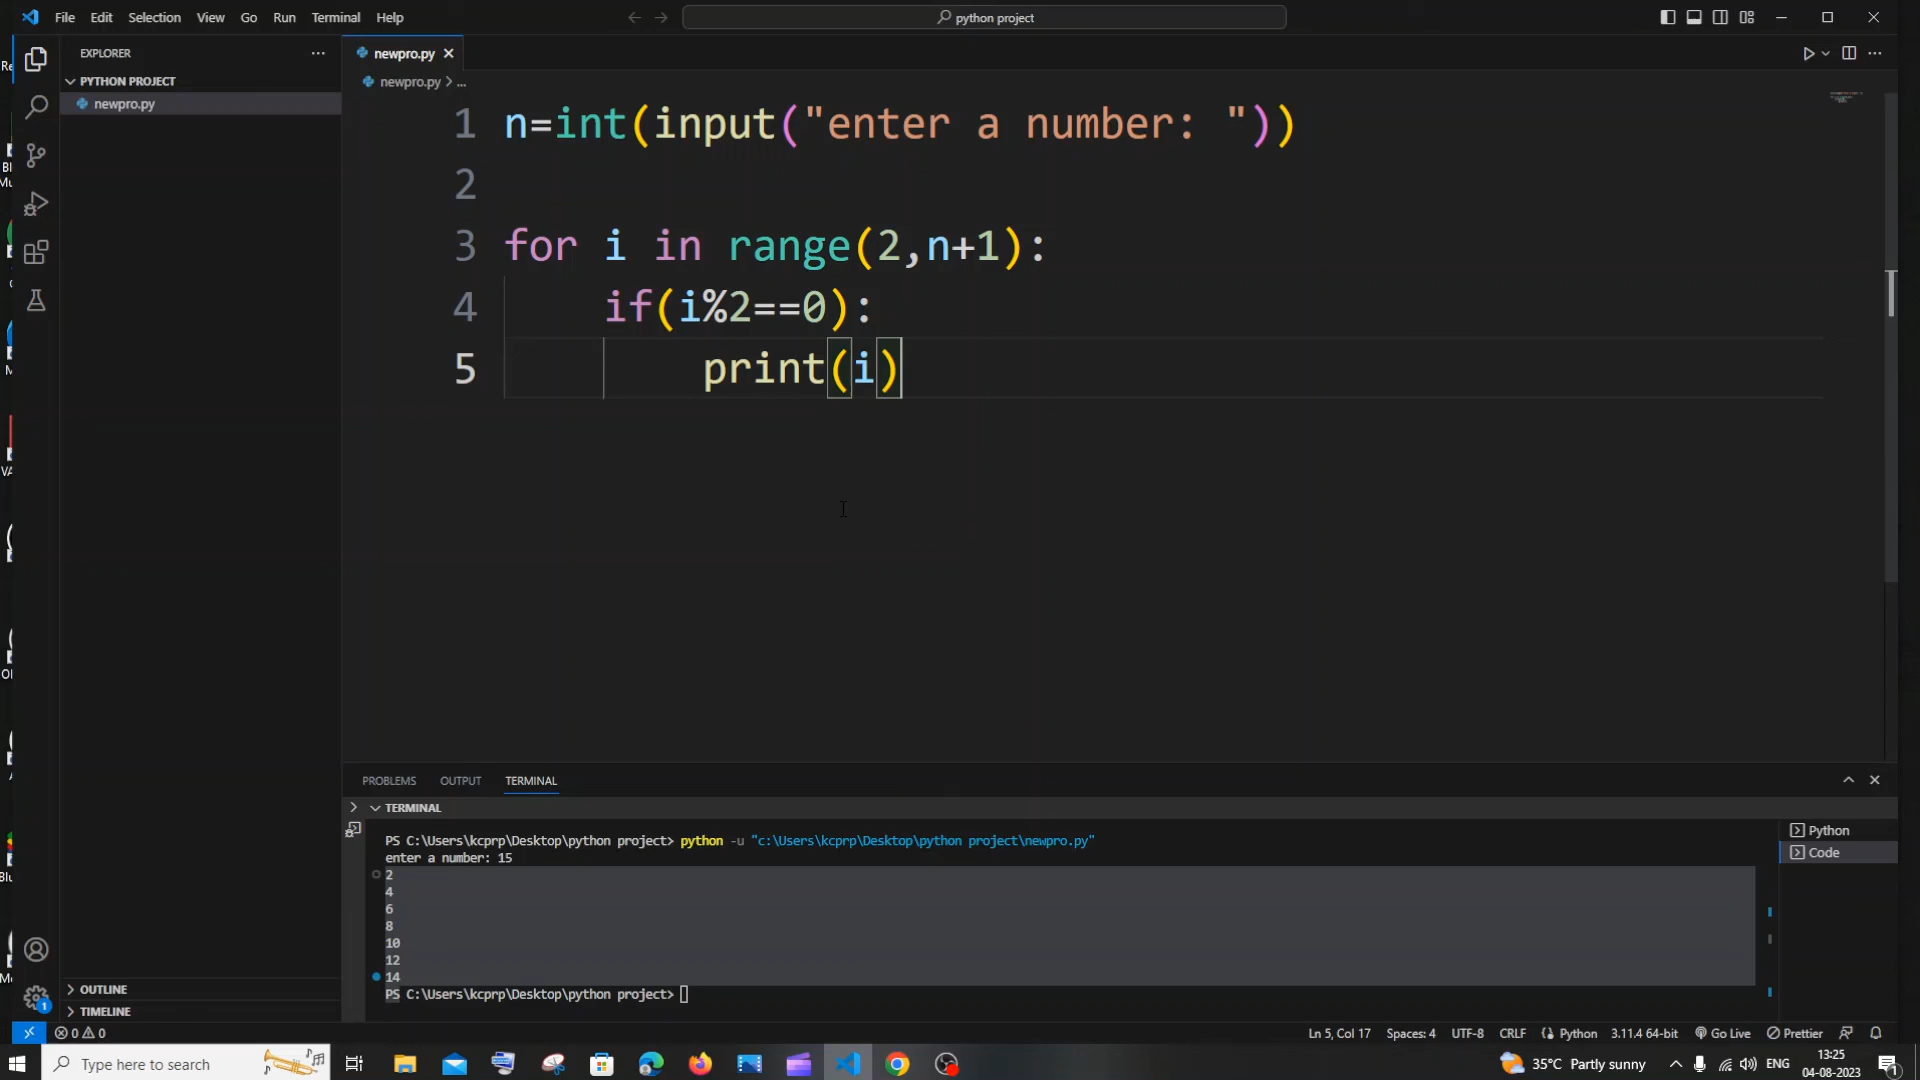 File Edit Selection View Go Run Terminal Help
python project
EXPLORER
PYTHON PROJECT
newpro.py
OUTLINE
TIMELINE
newpro.py
newpro.py > ...
1 n=int(input("enter a number: "))
2
3 for i in range(2,n+1):
4 if(i%2==0):
5 print(i)
PROBLEMS OUTPUT TERMINAL
TERMINAL
PS C:\Users\kcprp\Desktop\python project> python -u "c:\Users\kcprp\Desktop\python project\newpro.py"
enter a number: 15
2
4
6
8
10
12
14
PS C:\Users\kcprp\Desktop\python project>
Python
Code
1
0 0
Ln 5, Col 17 Spaces: 4 UTF-8 CRLF Python 3.11.4 64-bit Go Live Prettier
Type here to search
35°C Partly sunny
ENG
13:25
04-08-2023
1